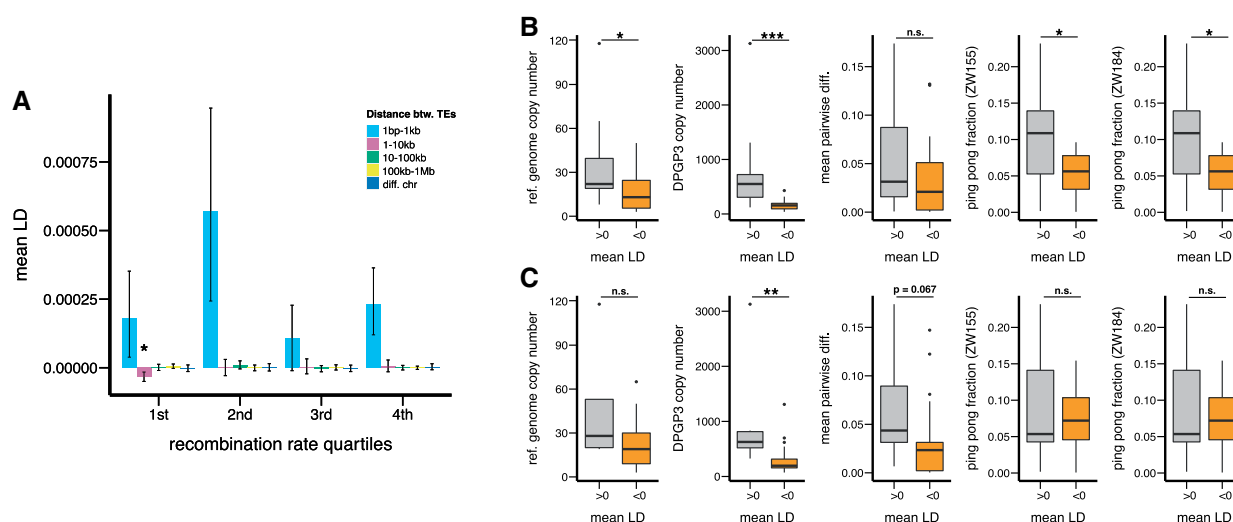 A
mean LD
0.00075
0.00050
0.00025
0.00000
*
Distance btw. TEs
1bp-1kb
1-10kb
10-100kb
100kb-1Mb
diff. chr
1st 2nd 3rd 4th
recombination rate quartiles
B
ref. genome copy number
120
90
60
30
0
*
>0 <0
mean LD
DPGP3 copy number
3000
2000
1000
0
***
>0 <0
mean LD
mean pairwise diff.
0.15
0.10
0.05
0.00
n.s.
>0 <0
mean LD
ping pong fraction (ZW155)
0.20
0.15
0.10
0.05
0.00
*
>0 <0
mean LD
ping pong fraction (ZW184)
0.20
0.15
0.10
0.05
0.00
*
>0 <0
mean LD
C
ref. genome copy number
120
90
60
30
0
n.s.
>0 <0
mean LD
DPGP3 copy number
3000
2000
1000
0
**
>0 <0
mean LD
mean pairwise diff.
0.15
0.10
0.05
0.00
p = 0.067
>0 <0
mean LD
ping pong fraction (ZW155)
0.20
0.15
0.10
0.05
0.00
n.s.
>0 <0
mean LD
ping pong fraction (ZW184)
0.20
0.15
0.10
0.05
0.00
n.s.
>0 <0
mean LD